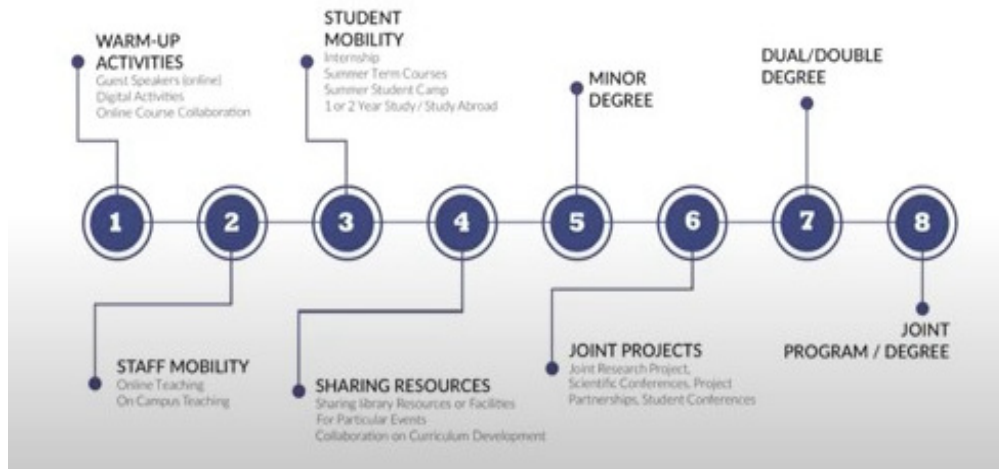 WARM-UP
ACTIVITIES
Guest Speakers (online)
Digital Activities
Online Course Collaboration
STUDENT
MOBILITY
Internship
Summer Term Courses
Summer Student Camp
1 or 2 Year Study / Study Abroad
MINOR
DEGREE
DUAL/DOUBLE
DEGREE
1
2
3
4
5
6
7
8
STAFF MOBILITY
Online Teaching
On Campus Teaching
SHARING RESOURCES
Sharing library Resources or Facilities
For Particular Events
Collaboration on Curriculum Development
JOINT PROJECTS
Joint Research Project,
Scientific Conferences, Project
Partnerships, Student Conferences
JOINT
PROGRAM / DEGREE